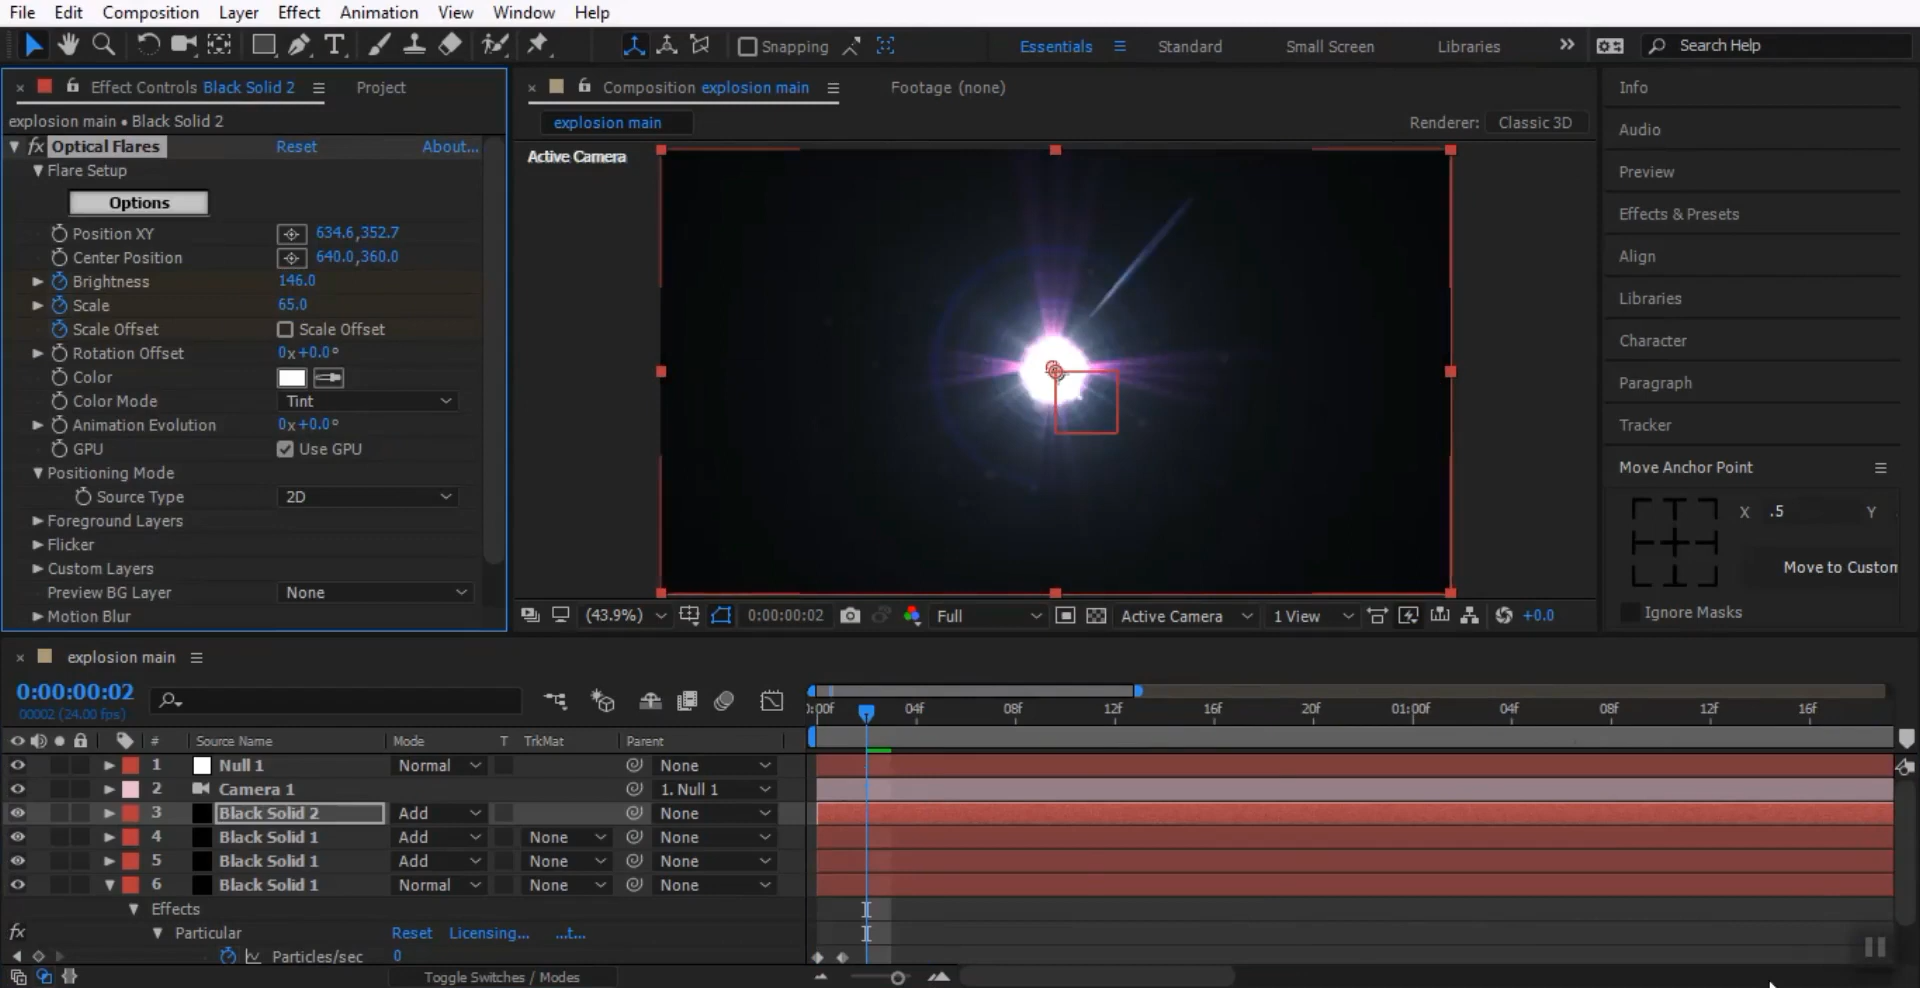 File Edit Composition Layer Effect Animation View Window Help
Snapping Essentials Standard Small Screen Libraries Search Help
Effect Controls Black Solid 2 Project
explosion main • Black Solid 2
fx Optical Flares Reset About...
Flare Setup
Options
Position XY 634.6,352.7
Center Position 640.0,360.0
Brightness 146.0
Scale 65.0
Scale Offset Scale Offset
Rotation Offset 0x+0.0°
Color
Color Mode Tint
Animation Evolution 0x+0.0°
GPU Use GPU
Positioning Mode
Source Type 2D
Foreground Layers
Flicker
Custom Layers
Preview BG Layer None
Motion Blur
Composition explosion main Footage (none)
explosion main Renderer: Classic 3D
Active Camera
(43.9%) 0:00:00:02 Full Active Camera 1 View +0.0
Info
Audio
Preview
Effects & Presets
Align
Libraries
Character
Paragraph
Tracker
Move Anchor Point
X .5 Y
Move to Custom
Ignore Masks
explosion main
0:00:00:02
00002 (24.00 fps)
:00f 04f 08f 12f 16f 20f 01:00f 04f 08f 12f 16f
# Source Name Mode T TrkMat Parent
1 Null 1 Normal None
2 Camera 1 1. Null 1
3 Black Solid 2 Add None
4 Black Solid 1 Add None None
5 Black Solid 1 Add None None
6 Black Solid 1 Normal None None
Effects
fx Particular Reset Licensing... ...t...
Particles/sec 0
Toggle Switches / Modes